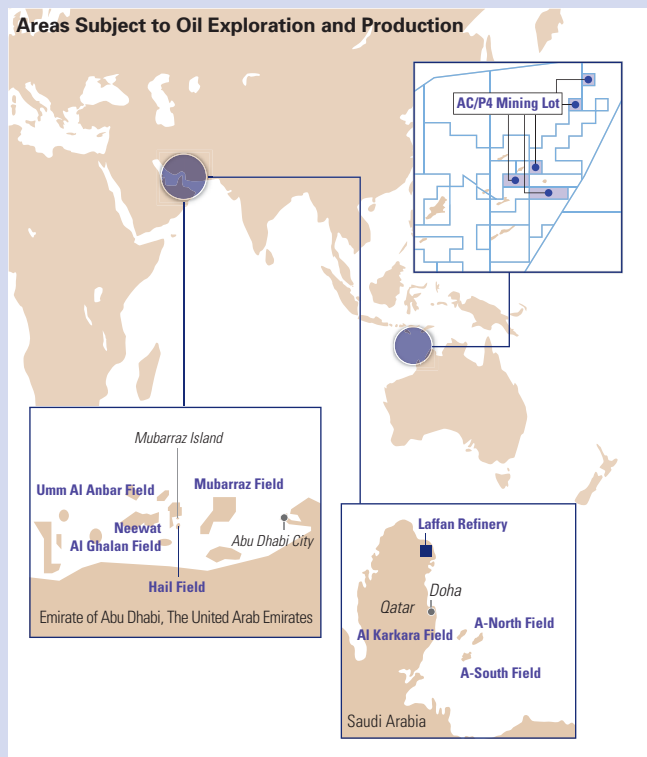 Areas Subject to Oil Exploration and Production
AC/P4 Mining Lot
Mubarraz Island
Umm Al Anbar Field
Mubarraz Field
Neewat
Al Ghalan Field
Abu Dhabi City
Hail Field
Emirate of Abu Dhabi, The United Arab Emirates
Laffan Refinery
Doha
Qatar
A-North Field
Al Karkara Field
A-South Field
Saudi Arabia